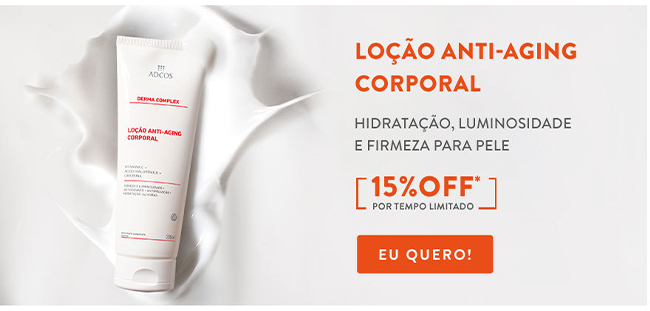 ADCOS
DERMA COMPLEX
LOÇÃO ANTI-AGING
CORPORAL
LOÇÃO ANTI-AGING
CORPORAL
HIDRATAÇÃO, LUMINOSIDADE
E FIRMEZA PARA PELE
15%OFF*
POR TEMPO LIMITADO
EU QUERO!